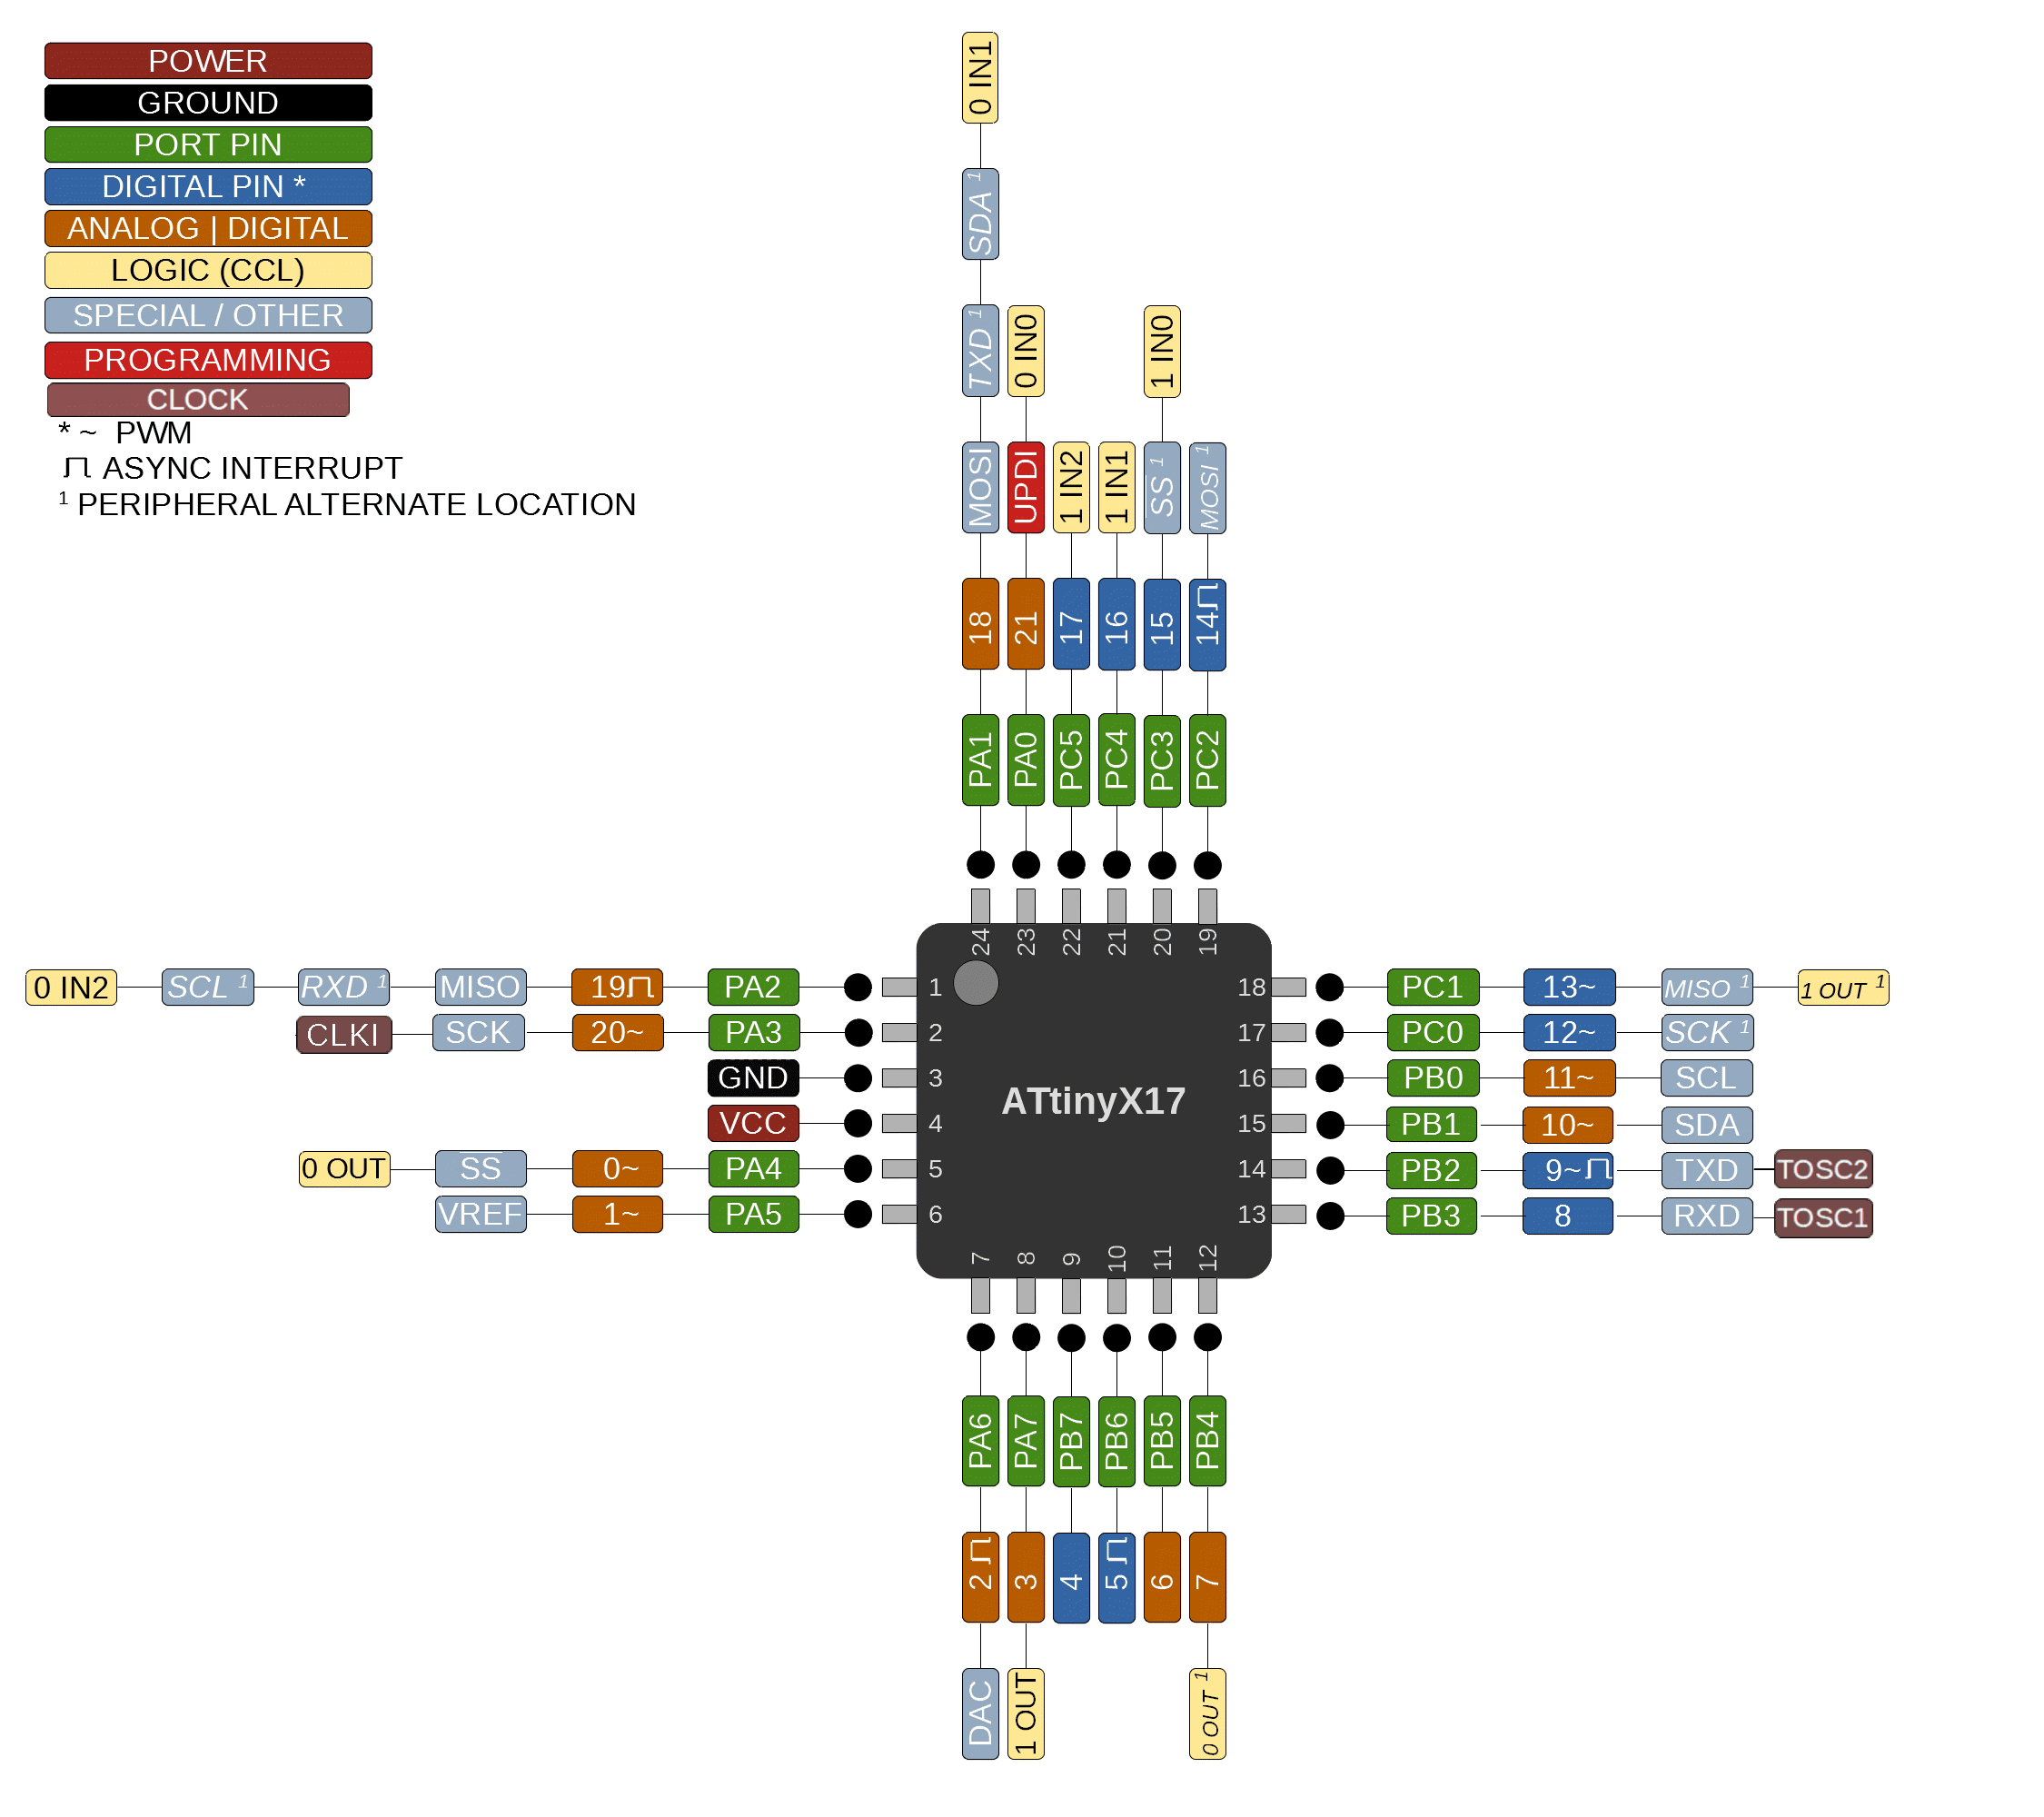 POWER
GROUND
PORT PIN
DIGITAL PIN *
ANALOG | DIGITAL
LOGIC (CCL)
SPECIAL / OTHER
PROGRAMMING
CLOCK
* ~ PWM
ASYNC INTERRUPT
¹ PERIPHERAL ALTERNATE LOCATION
0 IN1 SDA ¹ TXD ¹ MOSI 18 PA1 24
0 IN0 UPDI 21 PA0 23
1 IN2 17 PC5 22
1 IN1 16 PC4 21
1 IN0 SS ¹ 15 PC3 20
MOSI ¹ 14 PC2 19
0 IN2 SCL ¹ RXD ¹ MISO 19 PA2 1
CLKI SCK 20~ PA3 2
GND 3
VCC 4
0 OUT SS 0~ PA4 5
VREF 1~ PA5 6
ATtinyX17
18 PC1 13~ MISO ¹ 1 OUT ¹
17 PC0 12~ SCK ¹
16 PB0 11~ SCL
15 PB1 10~ SDA
14 PB2 9~ TXD TOSC2
13 PB3 8 RXD TOSC1
7 PA6 2 DAC
8 PA7 3 1 OUT
9 PB7 4
10 PB6 5
11 PB5 6
12 PB4 7 0 OUT ¹